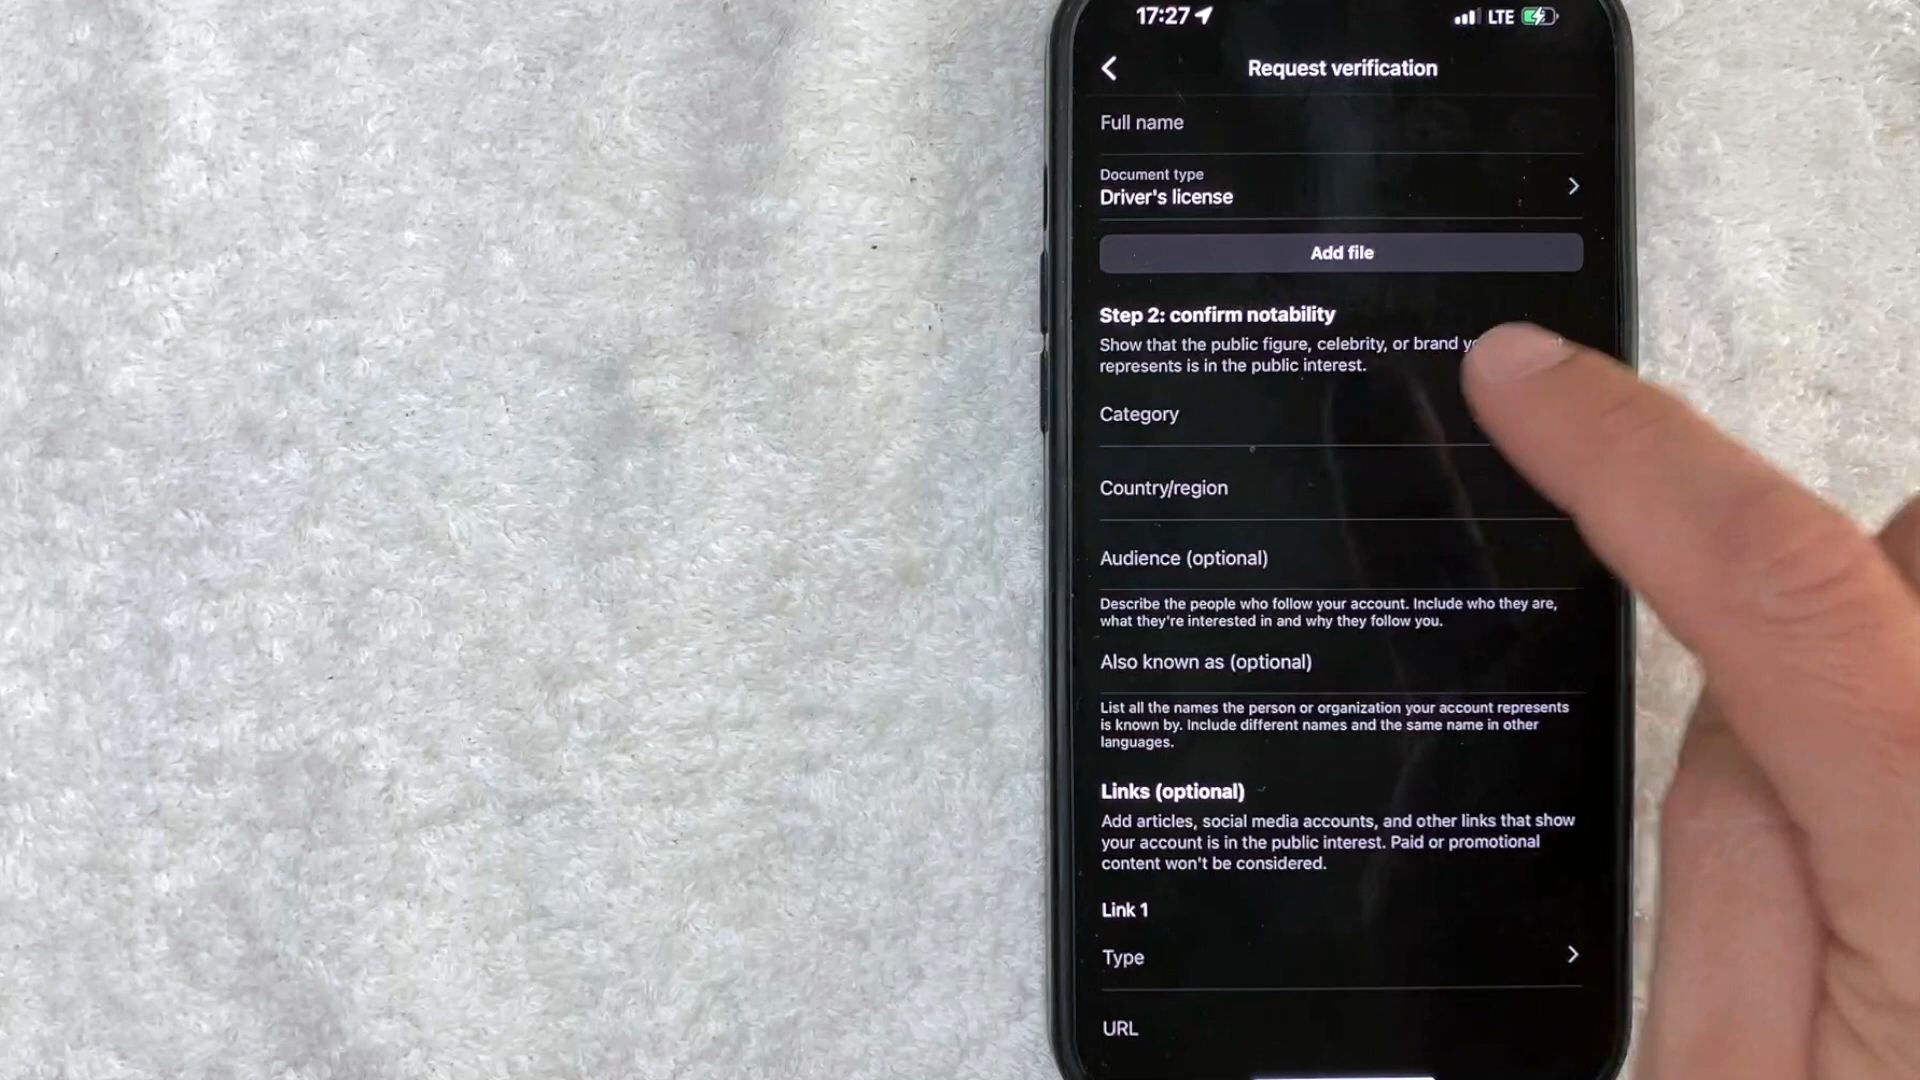 17:27
LTE
Request verification
Full name
Document type
Driver's license
Add file
Step 2: confirm notability
Show that the public figure, celebrity, or brand
represents is in the public interest.
Category
Country/region
Audience (optional)
Describe the people who follow your account. Include who they are,
what they're interested in and why they follow you.
Also known as (optional)
List all the names the person or organization your account represents
is known by. Include different names and the same name in other
languages.
Links (optional)
Add articles, social media accounts, and other links that show
your account is in the public interest. Paid or promotional
content won't be considered.
Link 1
Type
URL